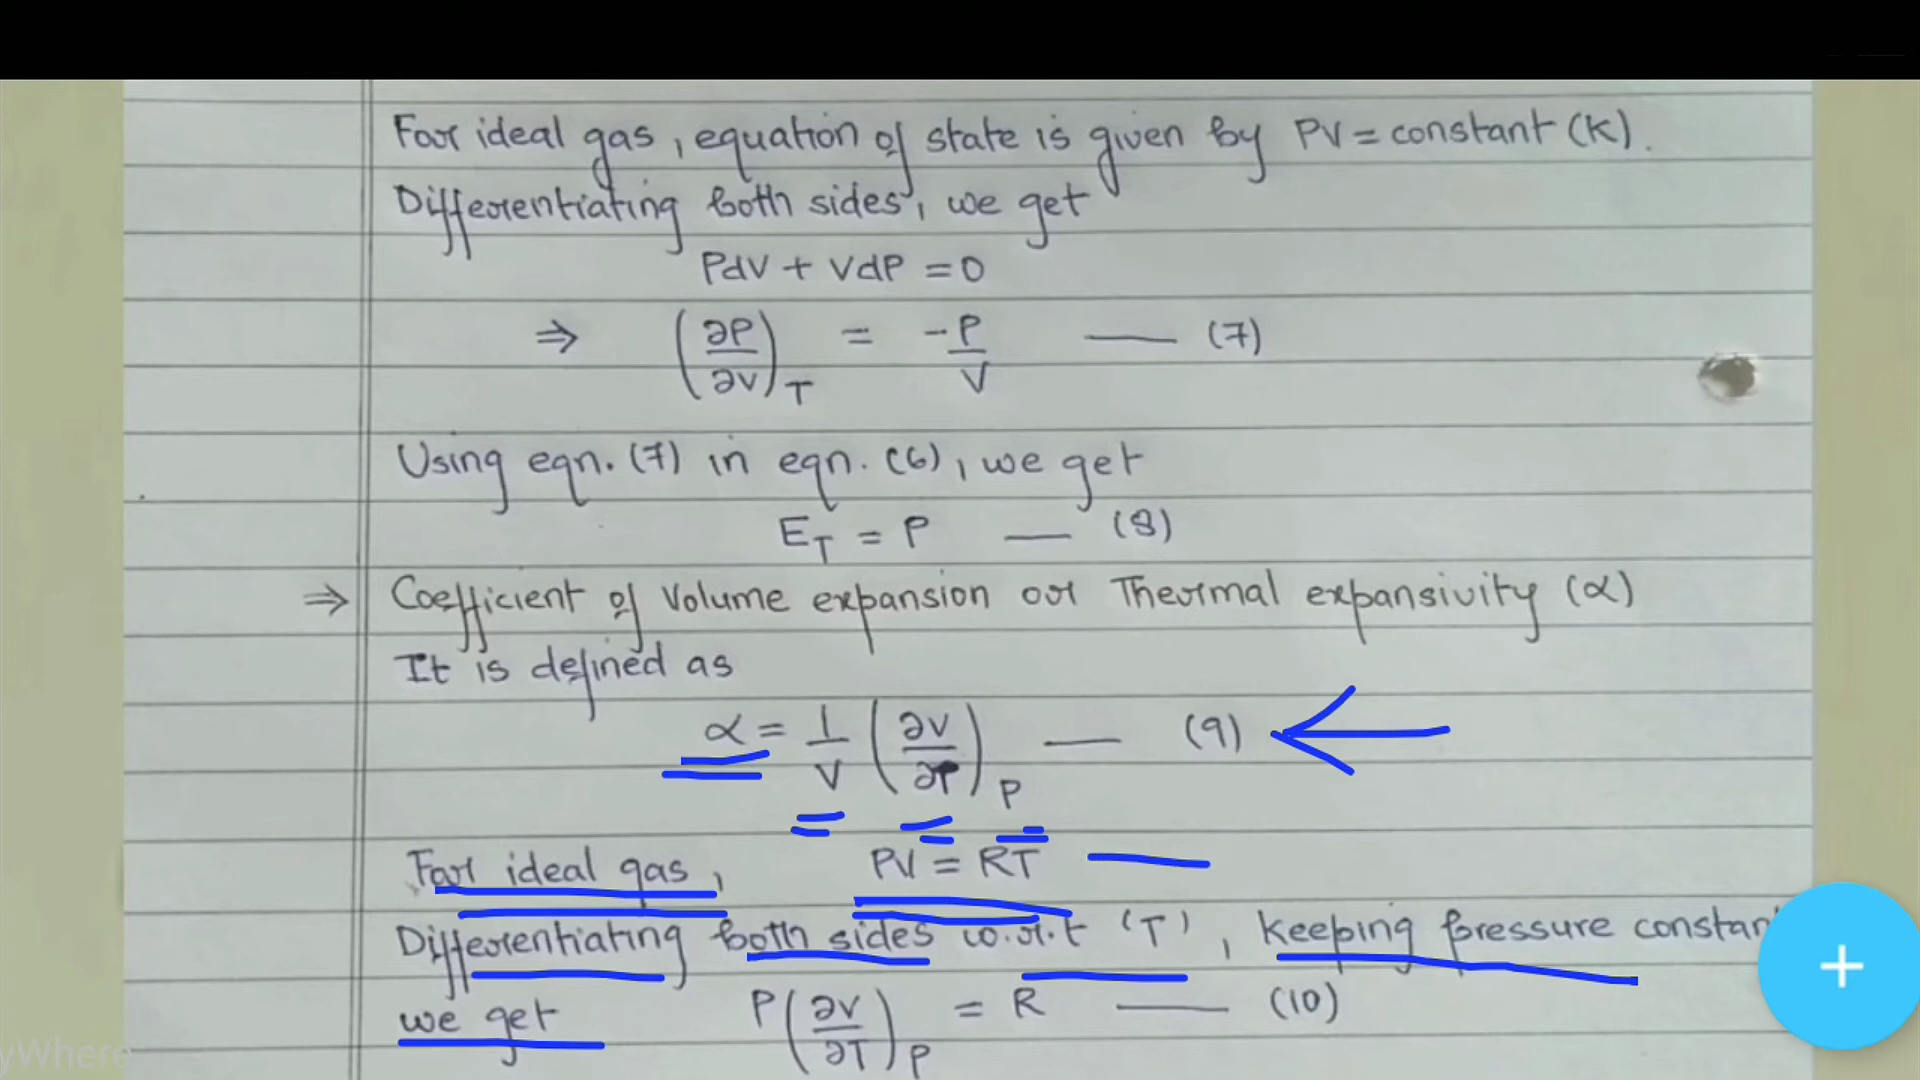 For ideal gas, equation of state is given by PV = constant (K).
Differentiating both sides, we get
PdV + VdP = 0
⇒ (∂P/∂V)_T = -P/V — (7)
Using eqn. (7) in eqn. (6), we get
E_T = P — (8)
⇒ Coefficient of Volume expansion or Thermal expansivity (α)
It is defined as
α = 1/V (∂V/∂T)_P — (9)
For ideal gas, PV = RT
Differentiating both sides w.r.t 'T', keeping pressure constan
we get P(∂V/∂T)_P = R — (10)
yWhere